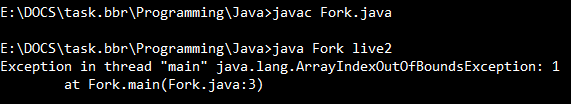 E:\DOCS\task.bbr\Programming\Java>javac Fork.java
E:\DOCS\task.bbr\Programming\Java>java Fork live2
Exception in thread "main" java.lang.ArrayIndexOutOfBoundsException: 1
at Fork.main(Fork.java:3)